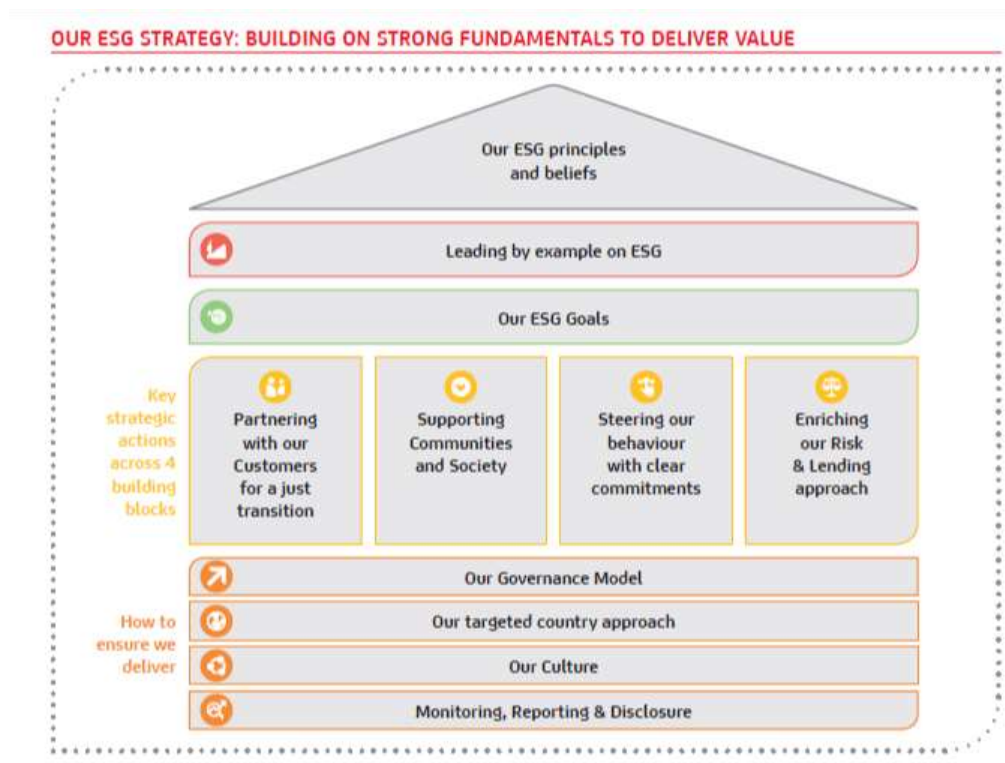 OUR ESG STRATEGY: BUILDING ON STRONG FUNDAMENTALS TO DELIVER VALUE
Our ESG principles
and beliefs
Leading by example on ESG
Our ESG Goals
Key
strategic
actions
across 4
building
blocks
Partnering
with our
Customers
for a just
transition
Supporting
Communities
and Society
Steering our
behaviour
with clear
commitments
Enriching
our Risk
& Lending
approach
How to
ensure we
deliver
Our Governance Model
Our targeted country approach
Our Culture
Monitoring, Reporting & Disclosure